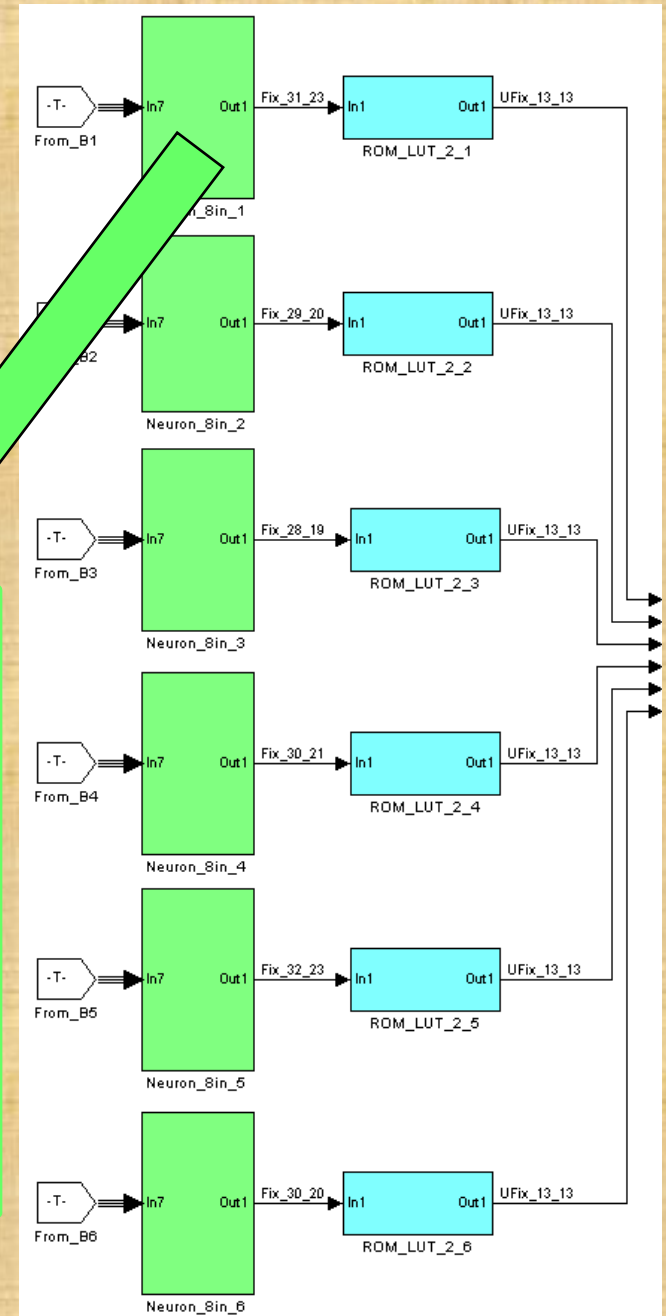 -T- In7 Out1 Fix_31_23 In1 Out1 UFix_13_13
From_B1 ROM_LUT_2_1
n_8in_1
In7 Out1 Fix_29_20 In1 Out1 UFix_13_13
B2 ROM_LUT_2_2
Neuron_8in_2
-T- In7 Out1 Fix_28_19 In1 Out1 UFix_13_13
From_B3 ROM_LUT_2_3
Neuron_8in_3
-T- In7 Out1 Fix_30_21 In1 Out1 UFix_13_13
From_B4 ROM_LUT_2_4
Neuron_8in_4
-T- In7 Out1 Fix_32_23 In1 Out1 UFix_13_13
From_B5 ROM_LUT_2_5
Neuron_8in_5
-T- In7 Out1 Fix_30_20 In1 Out1 UFix_13_13
From_B6 ROM_LUT_2_6
Neuron_8in_6